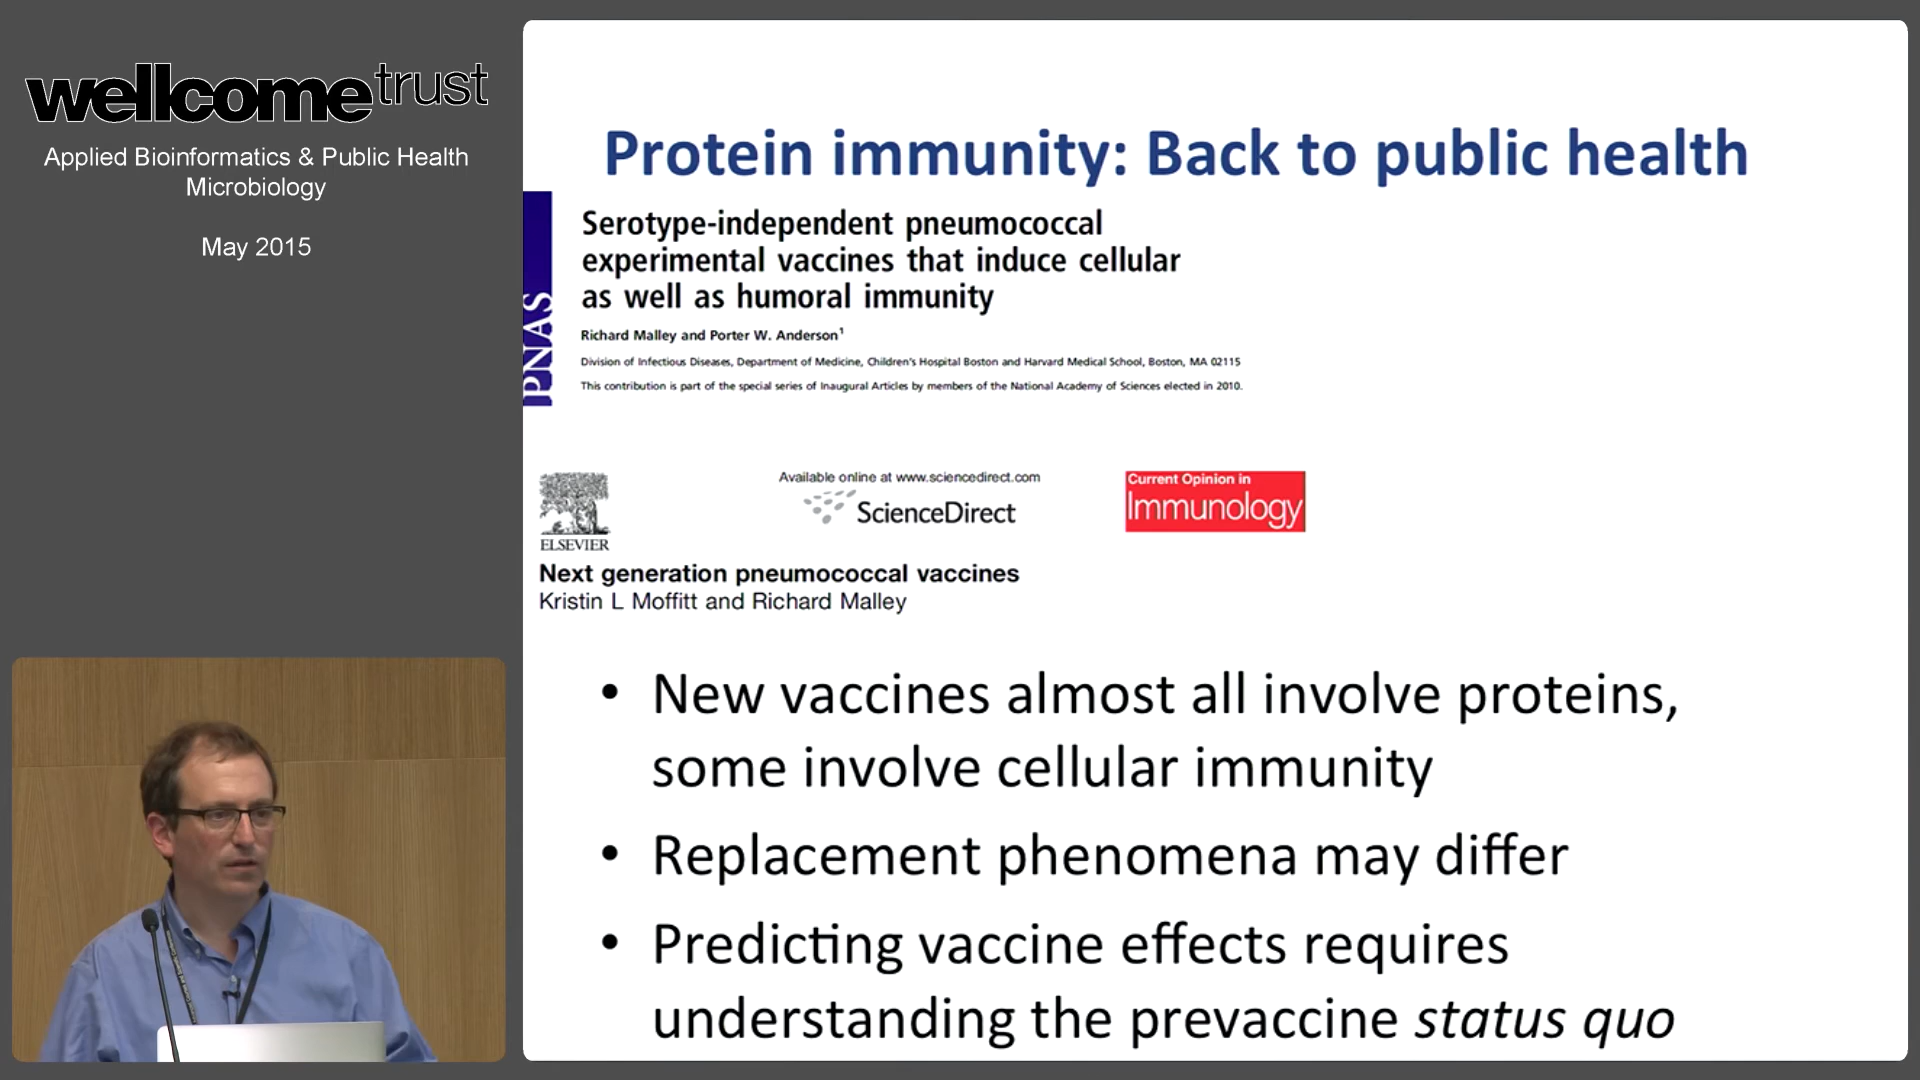 wellcometrust
Applied Bioinformatics & Public Health
Microbiology
May 2015
Protein immunity: Back to public health
PNAS
Serotype-independent pneumococcal
experimental vaccines that induce cellular
as well as humoral immunity
Richard Malley and Porter W. Anderson¹
Division of Infectious Diseases, Department of Medicine, Children's Hospital Boston and Harvard Medical School, Boston, MA 02115
This contribution is part of the special series of Inaugural Articles by members of the National Academy of Sciences elected in 2010.
ELSEVIER
Available online at www.sciencedirect.com
ScienceDirect
Current Opinion in
Immunology
Next generation pneumococcal vaccines
Kristin L Moffitt and Richard Malley
• New vaccines almost all involve proteins,
some involve cellular immunity
• Replacement phenomena may differ
• Predicting vaccine effects requires
understanding the prevaccine status quo